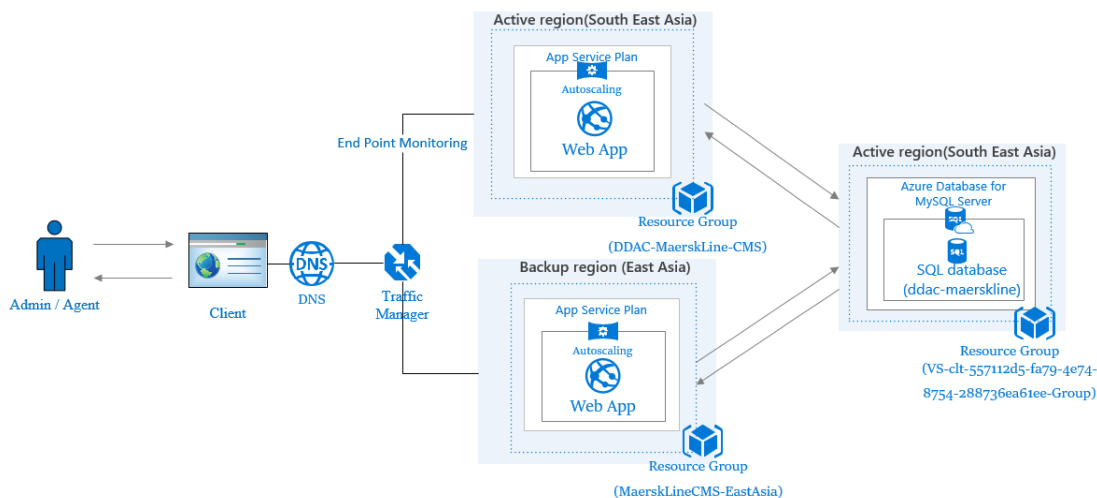 Active region(South East Asia)
App Service Plan
Autoscaling
Web App
End Point Monitoring
Resource Group
(DDAC-MaerskLine-CMS)
Active region(South East Asia)
Azure Database for
MySQL Server
SQL
SQL
SQL database
(ddac-maerskline)
Resource Group
(VS-clt-557112d5-fa79-4e74-
8754-288736ea61ee-Group)
Admin / Agent
Client
DNS
DNS
Traffic
Manager
Backup region (East Asia)
App Service Plan
Autoscaling
Web App
Resource Group
(MaerskLineCMS-EastAsia)